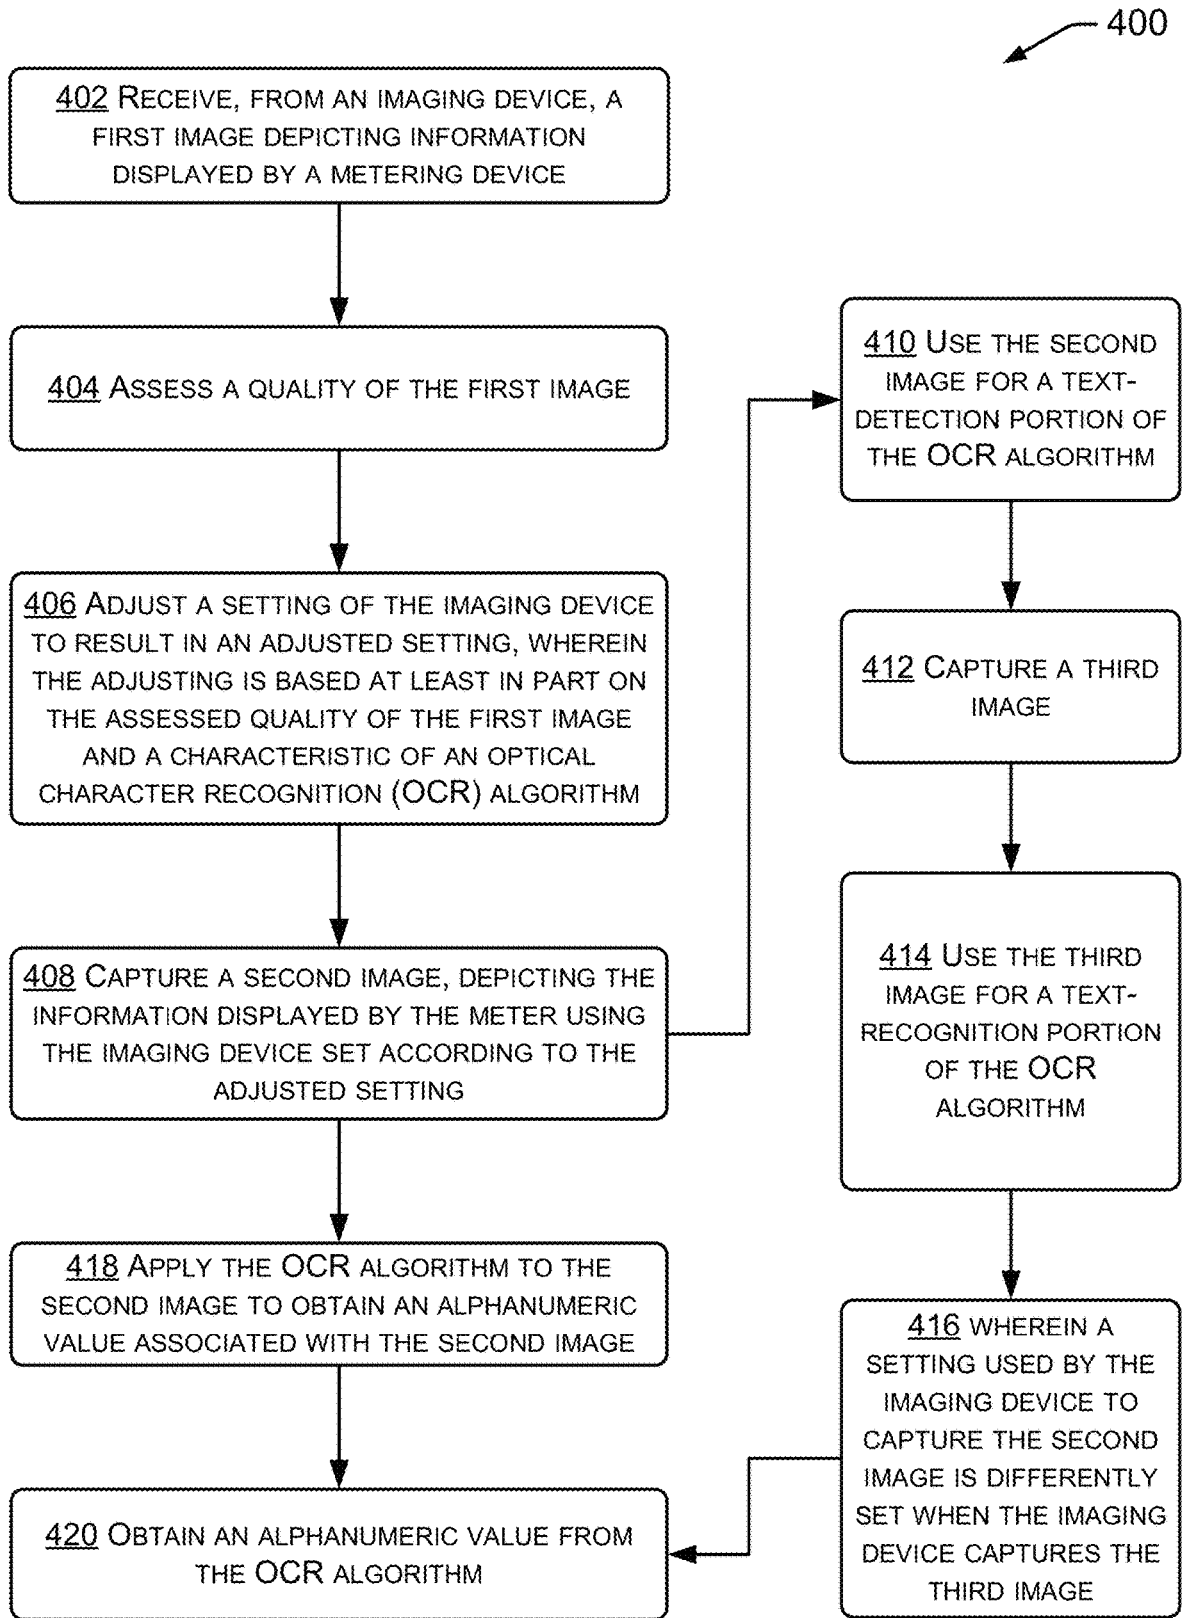 400
402 RECEIVE, FROM AN IMAGING DEVICE, A
FIRST IMAGE DEPICTING INFORMATION
DISPLAYED BY A METERING DEVICE
404 ASSESS A QUALITY OF THE FIRST IMAGE
406 ADJUST A SETTING OF THE IMAGING DEVICE
TO RESULT IN AN ADJUSTED SETTING, WHEREIN
THE ADJUSTING IS BASED AT LEAST IN PART ON
THE ASSESSED QUALITY OF THE FIRST IMAGE
AND A CHARACTERISTIC OF AN OPTICAL
CHARACTER RECOGNITION (OCR) ALGORITHM
408 CAPTURE A SECOND IMAGE, DEPICTING THE
INFORMATION DISPLAYED BY THE METER USING
THE IMAGING DEVICE SET ACCORDING TO THE
ADJUSTED SETTING
410 USE THE SECOND
IMAGE FOR A TEXT-
DETECTION PORTION OF
THE OCR ALGORITHM
412 CAPTURE A THIRD
IMAGE
414 USE THE THIRD
IMAGE FOR A TEXT-
RECOGNITION PORTION
OF THE OCR
ALGORITHM
416 WHEREIN A
SETTING USED BY THE
IMAGING DEVICE TO
CAPTURE THE SECOND
IMAGE IS DIFFERENTLY
SET WHEN THE IMAGING
DEVICE CAPTURES THE
THIRD IMAGE
418 APPLY THE OCR ALGORITHM TO THE
SECOND IMAGE TO OBTAIN AN ALPHANUMERIC
VALUE ASSOCIATED WITH THE SECOND IMAGE
420 OBTAIN AN ALPHANUMERIC VALUE FROM
THE OCR ALGORITHM